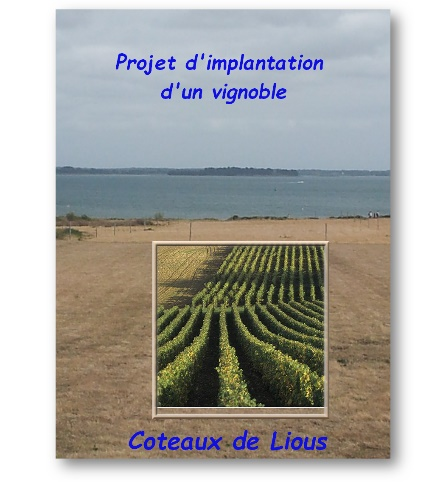 Projet d'implantation
d'un vignoble
Coteaux de Lious